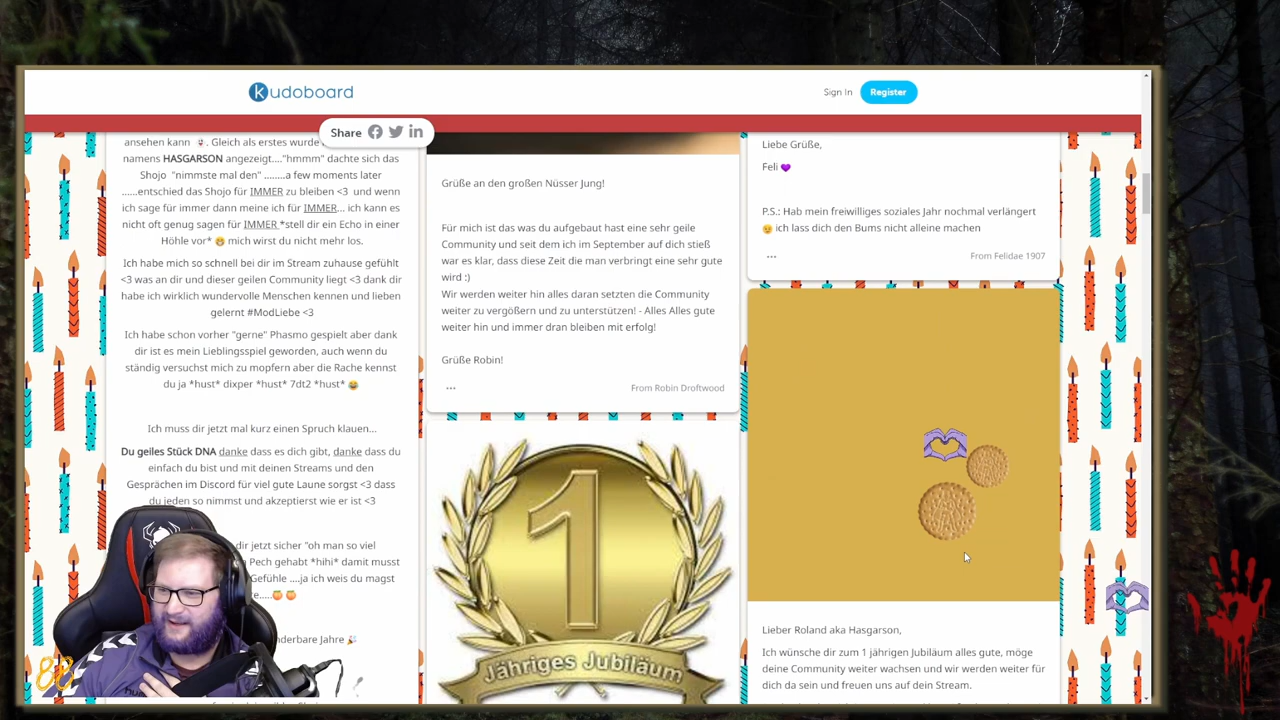 kudoboard
Sign In
Register
Share
ansehen kann 👻. Gleich als erstes wurde
namens HASGARSON angezeigt...."hmmm" dachte sich das
Shojo "nimmste mal den" ........a few moments later
......entschied das Shojo für IMMER zu bleiben <3 und wenn
ich sage für immer dann meine ich für IMMER... ich kann es
nicht oft genug sagen für IMMER *stell dir ein Echo in einer
Höhle vor* 😁 mich wirst du nicht mehr los.
Ich habe mich so schnell bei dir im Stream zuhause gefühlt
<3 was an dir und dieser geilen Community liegt <3 dank dir
habe ich wirklich wundervolle Menschen kennen und lieben
gelernt #ModLiebe <3
Ich habe schon vorher "gerne" Phasmo gespielt aber dank
dir ist es mein Lieblingsspiel geworden, auch wenn du
ständig versuchst mich zu mopfern aber die Rache kennst
du ja *hust* dixper *hust* 7dt2 *hust* 😂
Ich muss dir jetzt mal kurz einen Spruch klauen...
Du geiles Stück DNA danke dass es dich gibt, danke dass du
einfach du bist und mit deinen Streams und den
Gesprächen im Discord für viel gute Laune sorgst <3 dass
du jeden so nimmst und akzeptierst wie er ist <3
dir jetzt sicher "oh man so viel
Pech gehabt *hihi* damit musst
Gefühle ....ja ich weis du magst
e.....🍑 🍑
nderbare Jahre 🎉
Grüße an den großen Nüsser Jung!
Für mich ist das was du aufgebaut hast eine sehr geile
Community und seit dem ich im September auf dich stieß
war es klar, dass diese Zeit die man verbringt eine sehr gute
wird :)
Wir werden weiter hin alles daran setzten die Community
weiter zu vergößern und zu unterstützen! - Alles Alles gute
weiter hin und immer dran bleiben mit erfolg!
Grüße Robin!
From Robin Droftwood
1
Jähriges Jubiläum
Liebe Grüße,
Feli 💜
P.S.: Hab mein freiwilliges soziales Jahr nochmal verlängert
😉 ich lass dich den Bums nicht alleine machen
From Felidae 1907
Lieber Roland aka Hasgarson,
Ich wünsche dir zum 1 jährigen Jubiläum alles gute, möge
deine Community weiter wachsen und wir werden weiter für
dich da sein und freuen uns auf dein Stream.
88